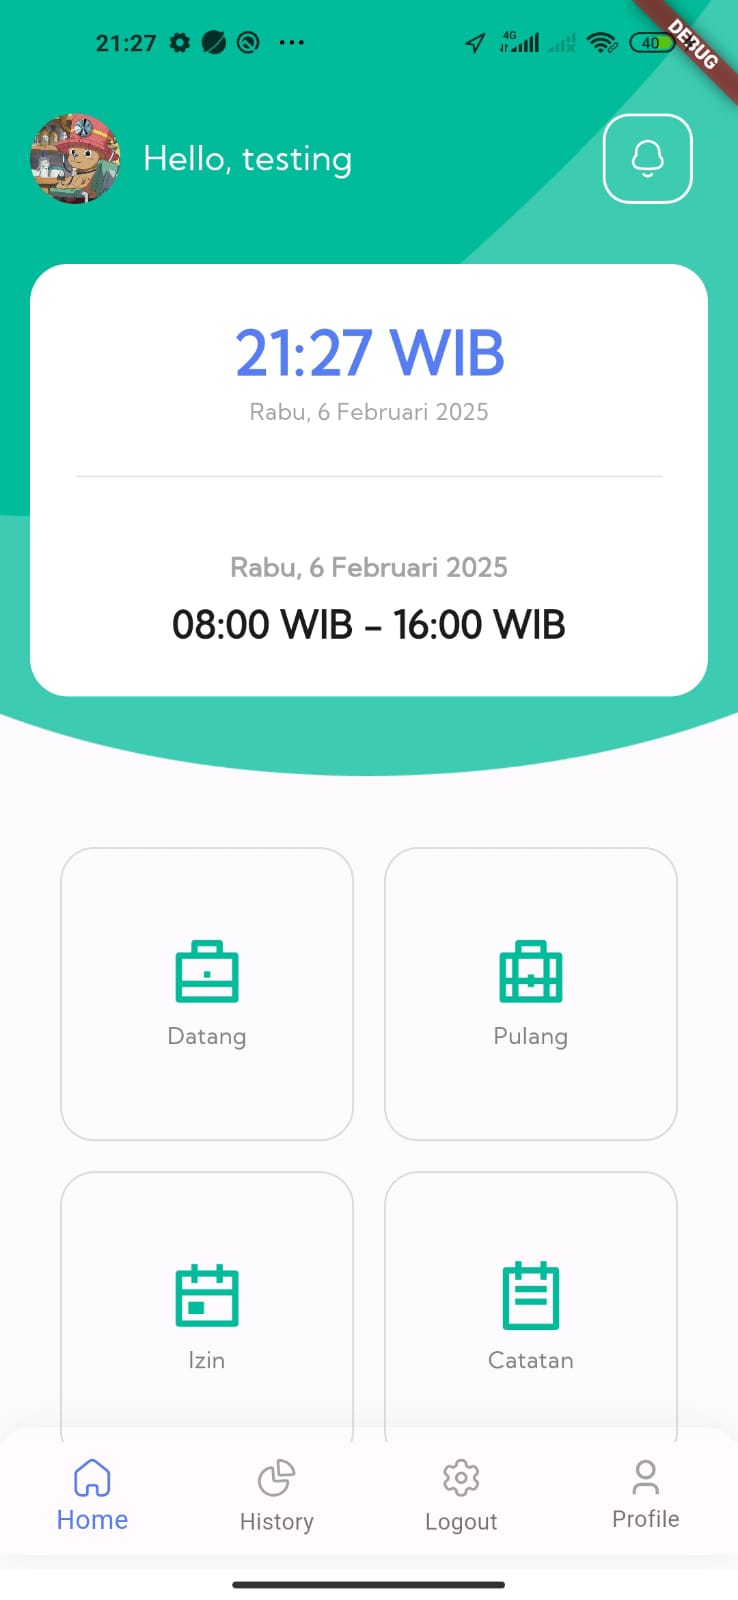 21:27
4G
40
DEBUG
Hello, testing
21:27 WIB
Rabu, 6 Februari 2025
Rabu, 6 Februari 2025
08:00 WIB - 16:00 WIB
Datang
Pulang
Izin
Catatan
Home
History
Logout
Profile